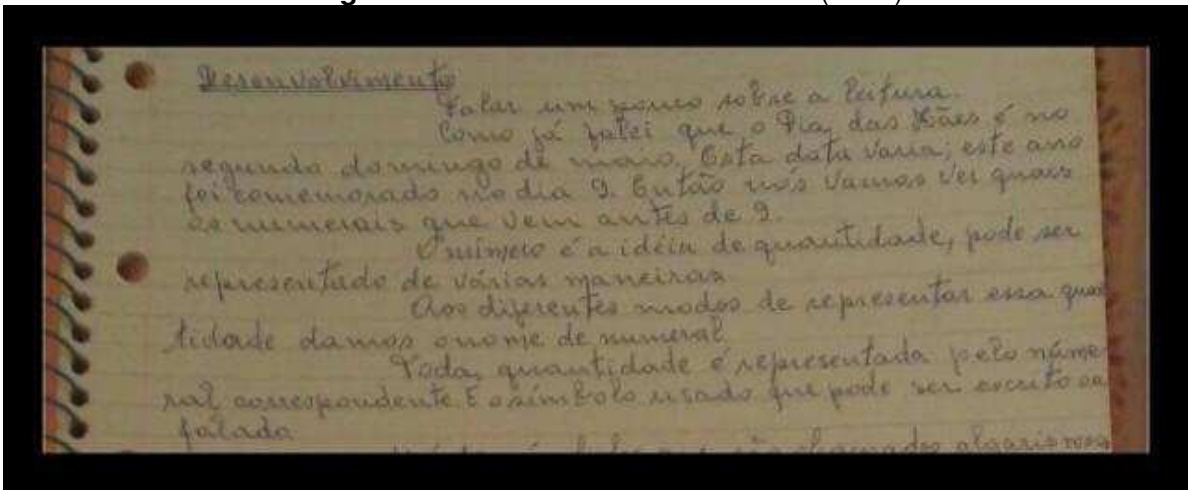 Desenvolvimento
Falar um pouco sobre a leitura.
Como já falei que o Dia das Mães é no
segundo domingo de maio. Esta data varia; este ano
foi comemorado no dia 9. Então nós vamos ver quais
os numerais que vem antes de 9.
O número é a idéia de quantidade, pode ser
representado de várias maneiras
Aos diferentes modos de representar essa quan
tidade damos o nome de numeral
Toda quantidade é representada pelo nume
ral correspondente. E o símbolo usado que pode ser escrito ou
falada
são chamados algarismos